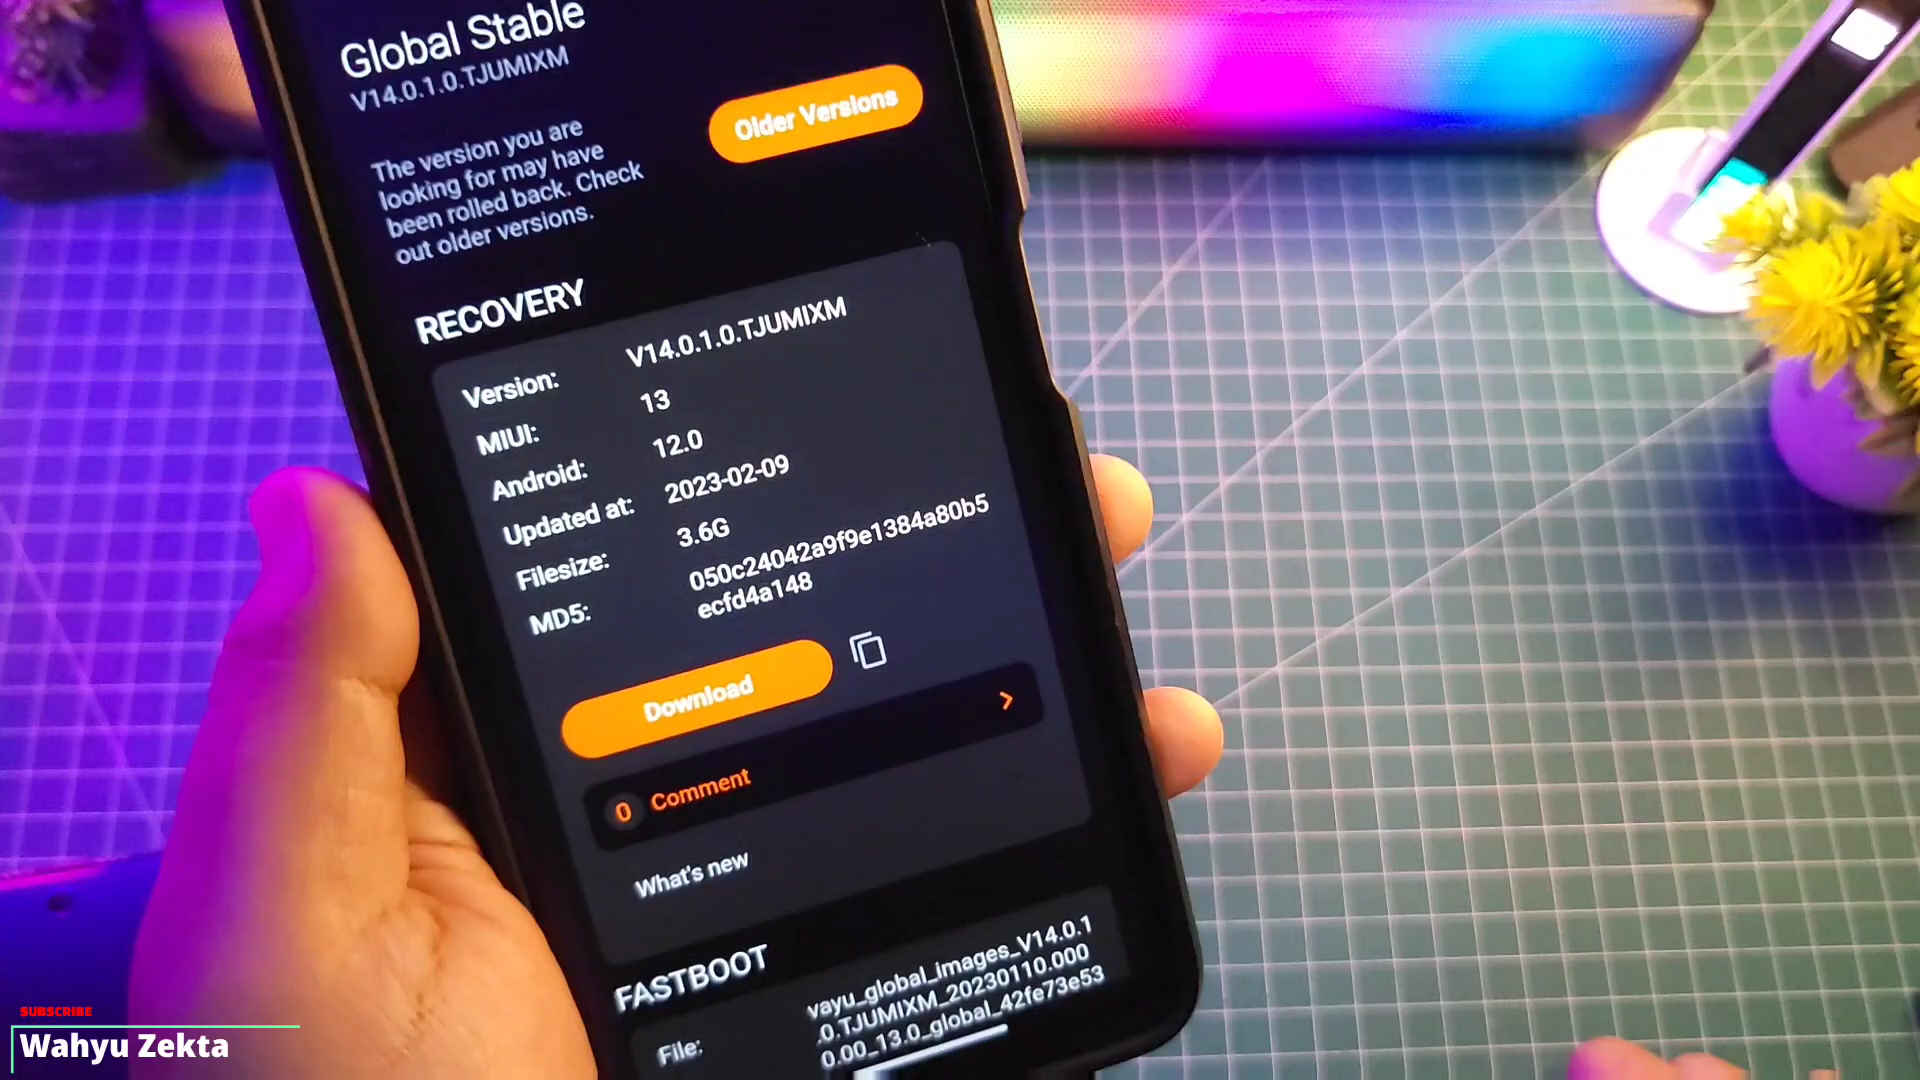 Global Stable
V14.0.1.0.TJUMIXM
The version you are
looking for may have
been rolled back. Check
out older versions.
Older Versions
RECOVERY
Version: V14.0.1.0.TJUMIXM
MIUI: 13
Android: 12.0
Updated at: 2023-02-09
Filesize: 3.6G
MD5: 050c24042a9f9e1384a80b5
ecfd4a148
Download
0 Comment
What's new
FASTBOOT
File: vayu_global_images_V14.0.1
.0.TJUMIXM_20230110.000
0.00_13.0_global_42fe73e53
SUBSCRIBE
Wahyu Zekta